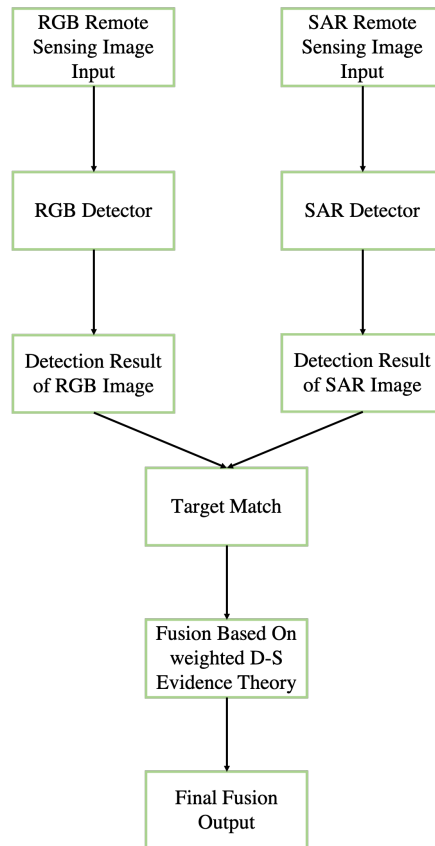 RGB Remote
Sensing Image
Input
SAR Remote
Sensing Image
Input
RGB Detector
SAR Detector
Detection Result
of RGB Image
Detection Result
of SAR Image
Target Match
Fusion Based On
weighted D-S
Evidence Theory
Final Fusion
Output